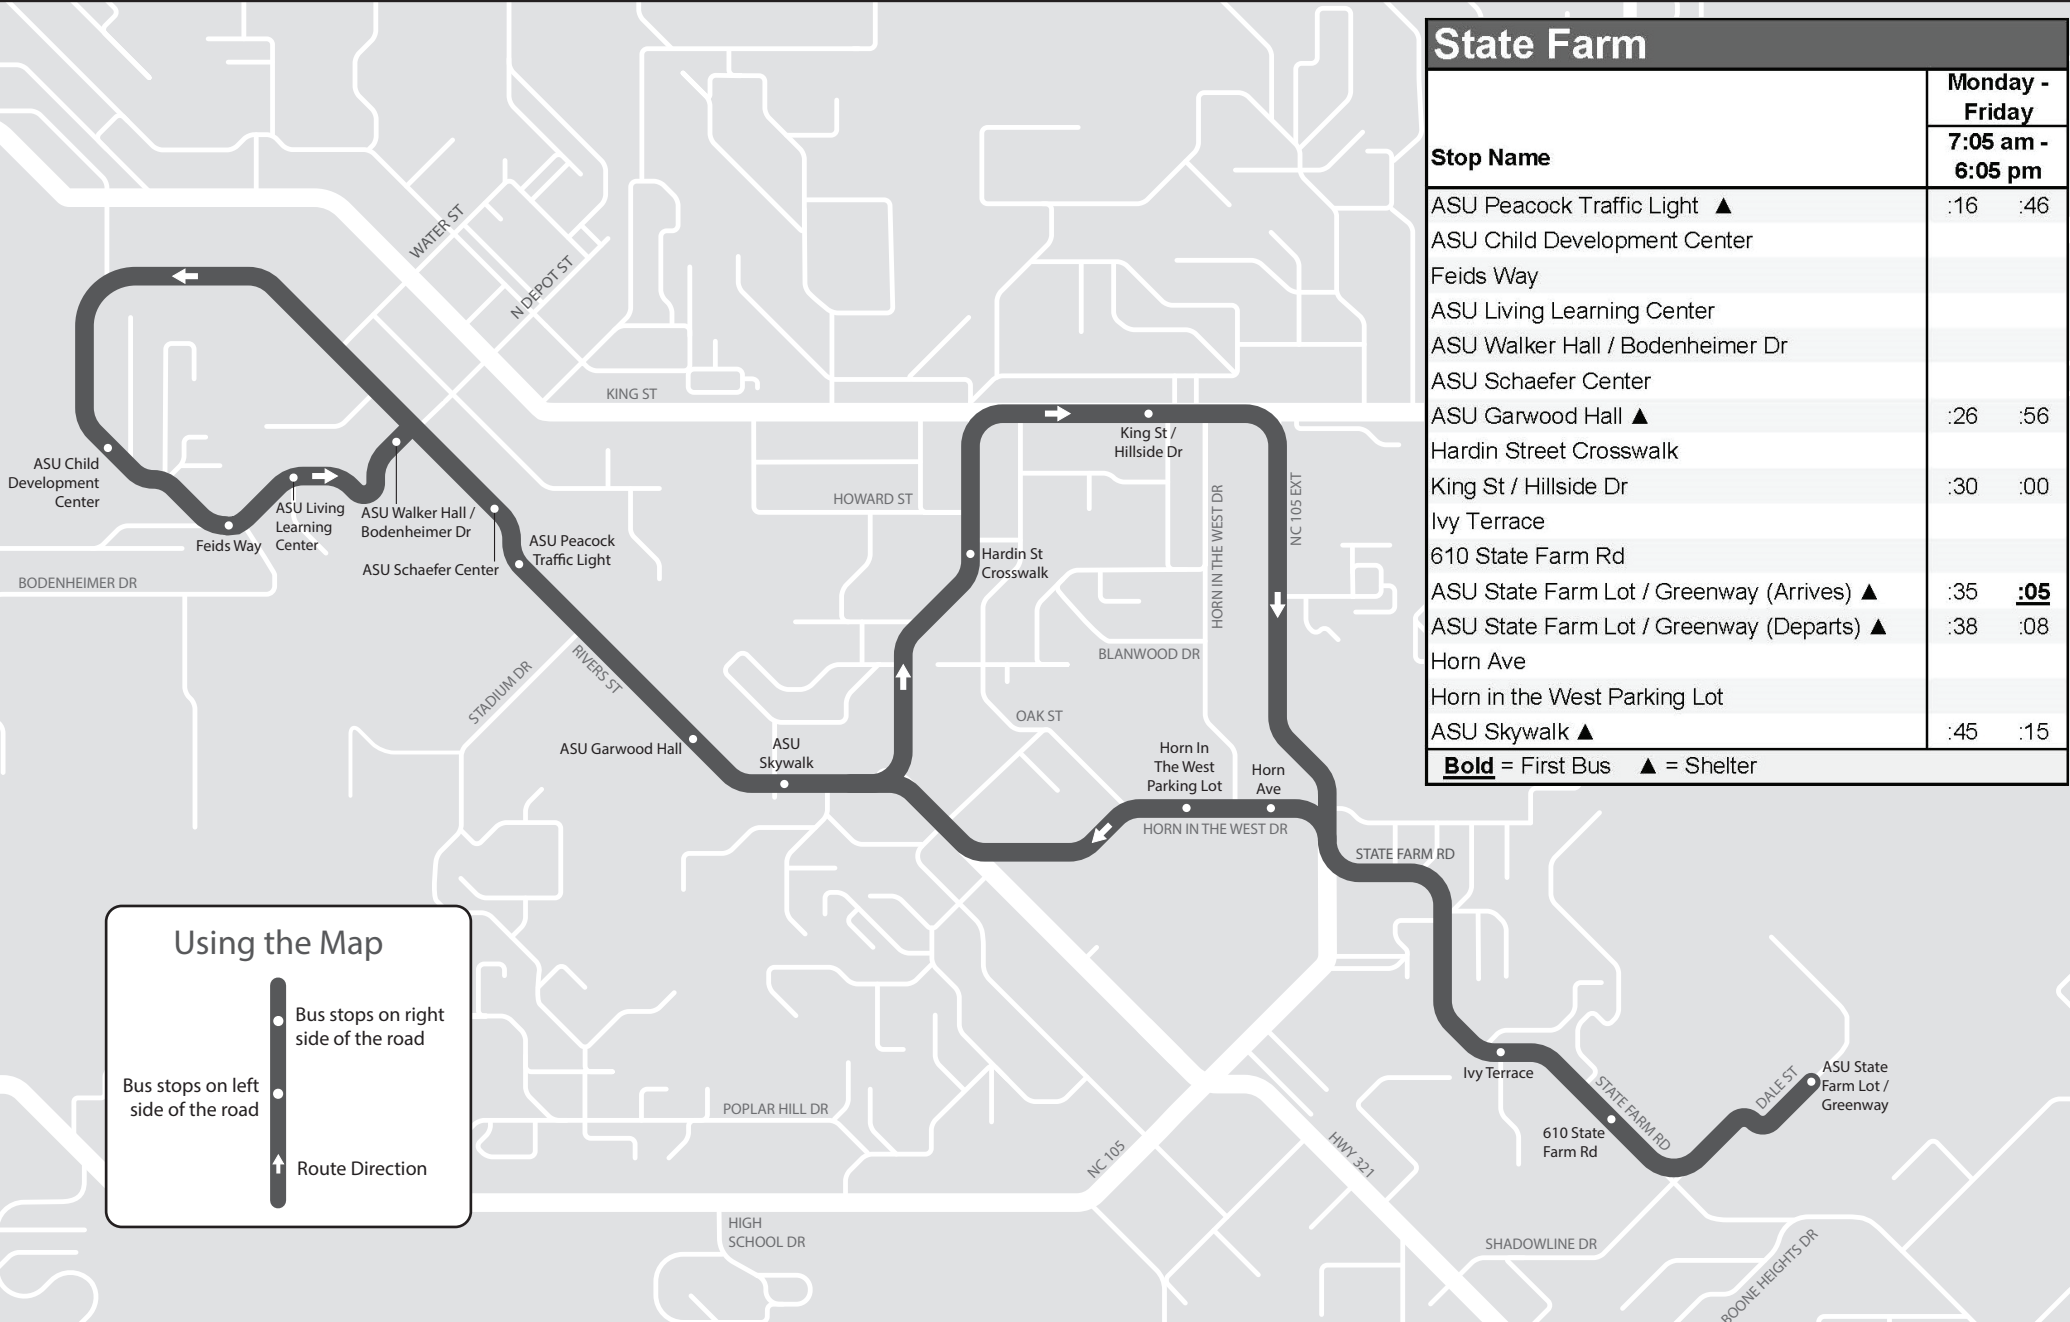 State Farm
Monday -
Friday
Stop Name
7:05 am -
6:05 pm
ASU Peacock Traffic Light ▲ :16 :46
ASU Child Development Center
Feids Way
ASU Living Learning Center
ASU Walker Hall / Bodenheimer Dr
ASU Schaefer Center
ASU Garwood Hall ▲ :26 :56
Hardin Street Crosswalk
King St / Hillside Dr :30 :00
Ivy Terrace
610 State Farm Rd
ASU State Farm Lot / Greenway (Arrives) ▲ :35 :05
ASU State Farm Lot / Greenway (Departs) ▲ :38 :08
Horn Ave
Horn in the West Parking Lot
ASU Skywalk ▲ :45 :15
Bold = First Bus ▲ = Shelter
WATER ST
N DEPOT ST
KING ST
King St /
Hillside Dr
ASU Child
Development
Center
Feids Way
ASU Living
Learning
Center
ASU Walker Hall /
Bodenheimer Dr
ASU Schaefer Center
ASU Peacock
Traffic Light
BODENHEIMER DR
HOWARD ST
Hardin St
Crosswalk
HORN IN THE WEST DR
NC 105 EXT
STADIUM DR
RIVERS ST
BLANWOOD DR
OAK ST
ASU Garwood Hall
ASU
Skywalk
Horn In
The West
Parking Lot
Horn
Ave
HORN IN THE WEST DR
STATE FARM RD
Ivy Terrace
610 State
Farm Rd
STATE FARM RD
DALE ST
ASU State
Farm Lot /
Greenway
POPLAR HILL DR
NC 105
HWY 321
HIGH
SCHOOL DR
SHADOWLINE DR
BOONE HEIGHTS DR
Using the Map
Bus stops on right
side of the road
Bus stops on left
side of the road
Route Direction